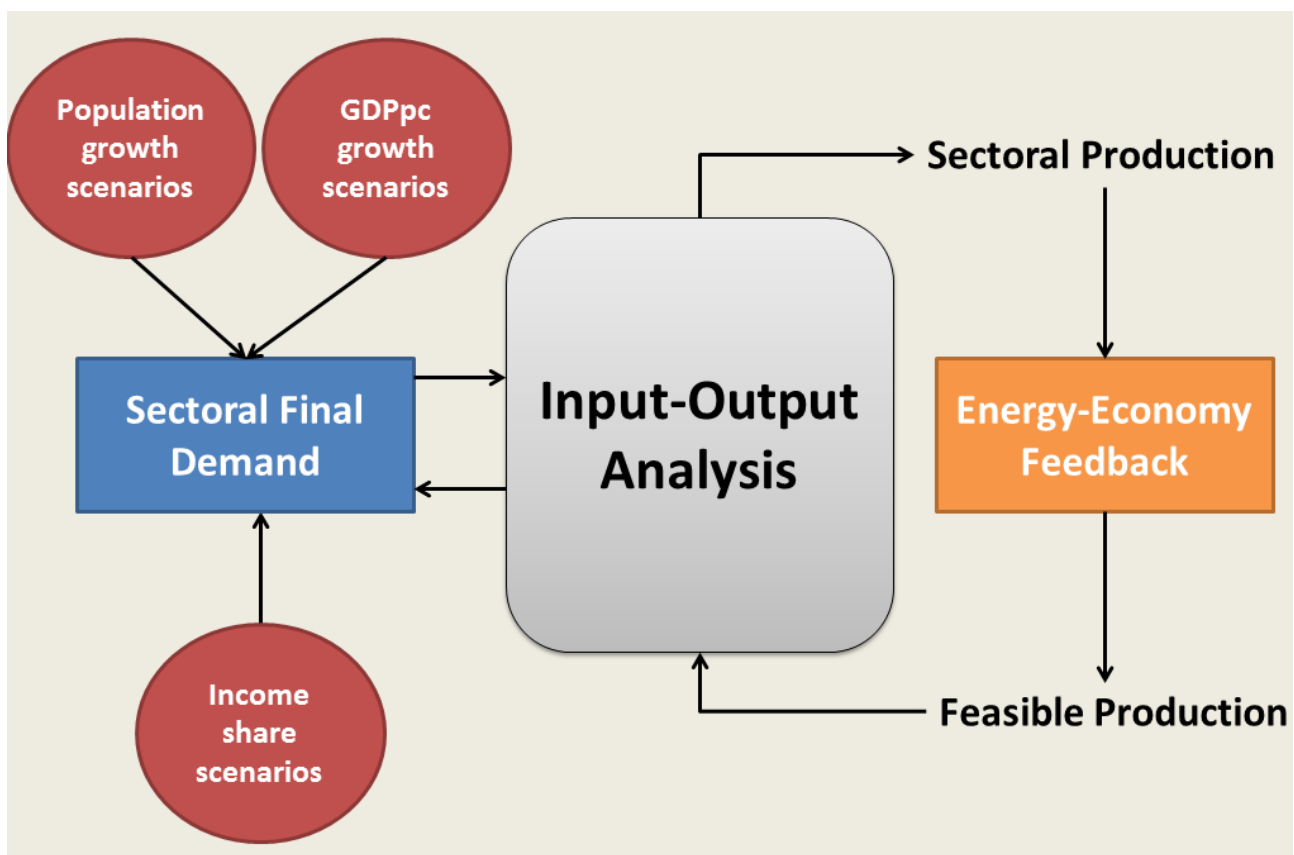 Population
growth
scenarios
GDPpc
growth
scenarios
Sectoral Production
Sectoral Final
Demand
Input-Output
Analysis
Energy-Economy
Feedback
Income
share
scenarios
Feasible Production